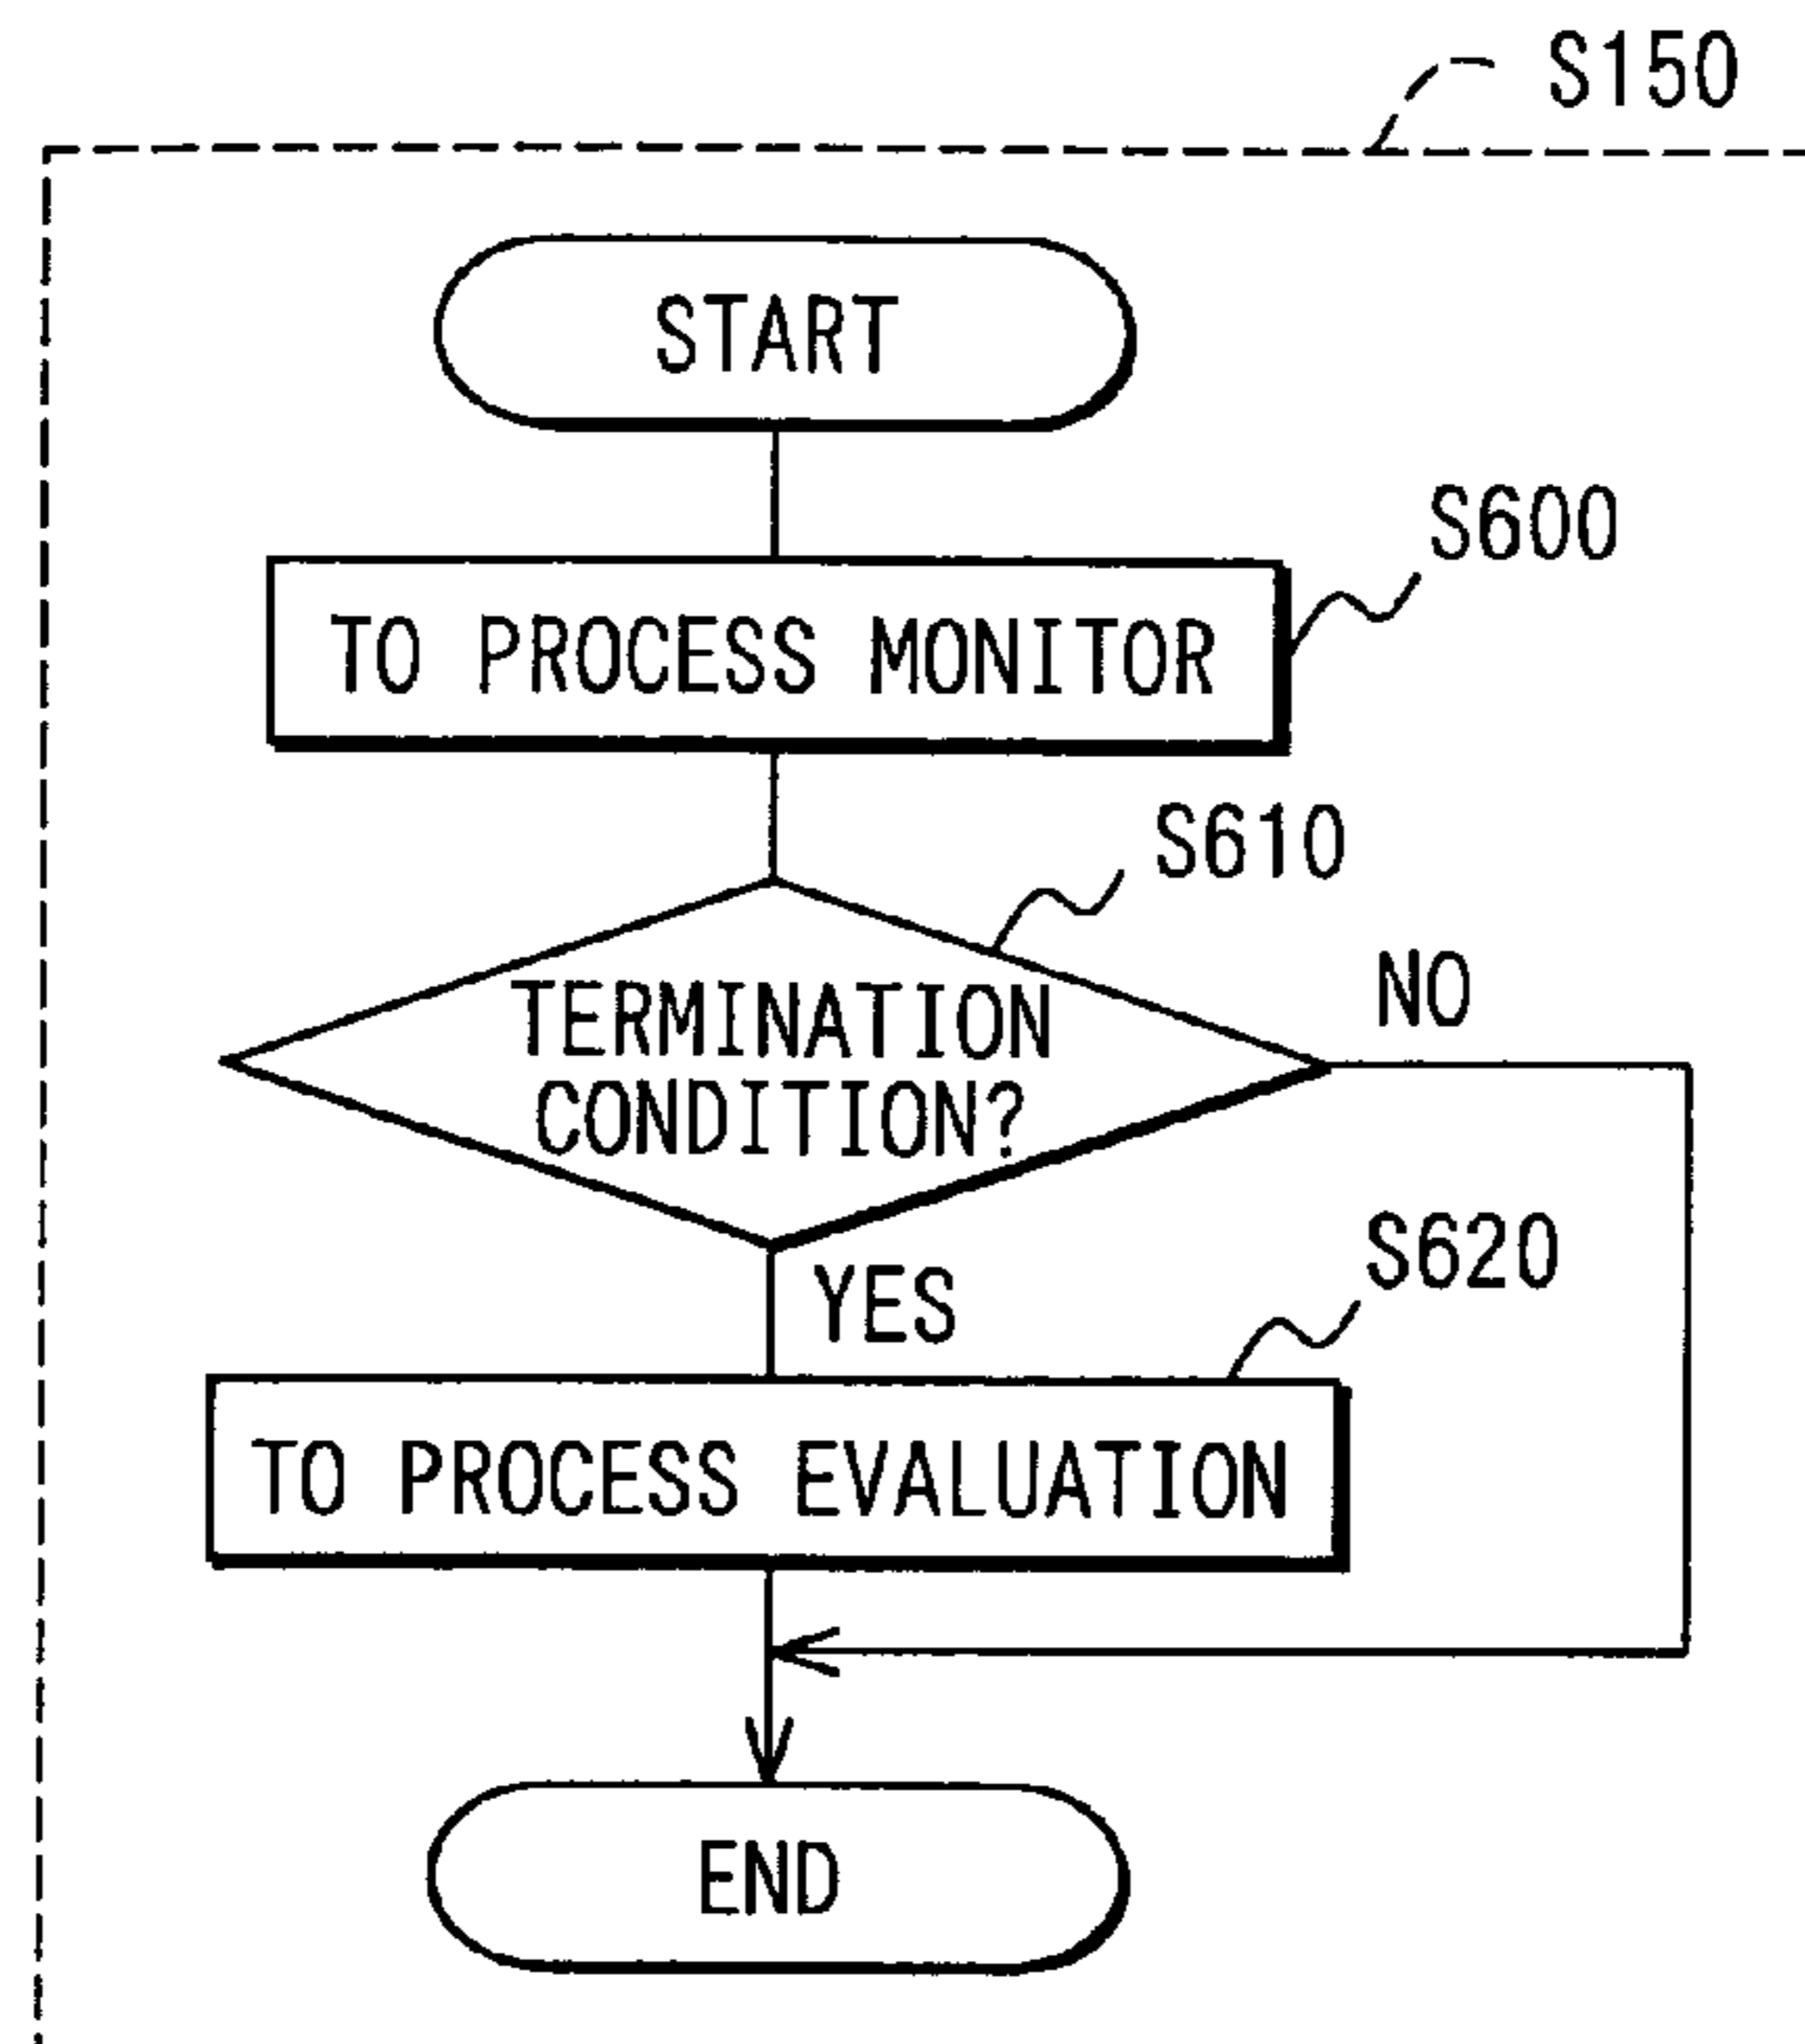 S150
START
S600
TO PROCESS MONITOR
S610
TERMINATION
CONDITION?
NO
YES
S620
TO PROCESS EVALUATION
END